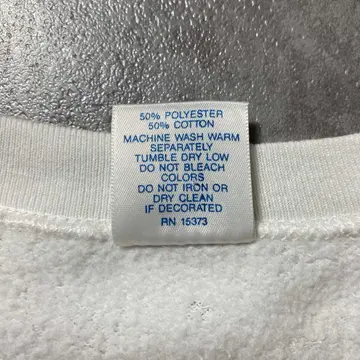 50% POLYESTER
50% COTTON
MACHINE WASH WARM
SEPARATELY
TUMBLE DRY LOW
DO NOT BLEACH
COLORS
DO NOT IRON OR
DRY CLEAN
IF DECORATED
RN 15373